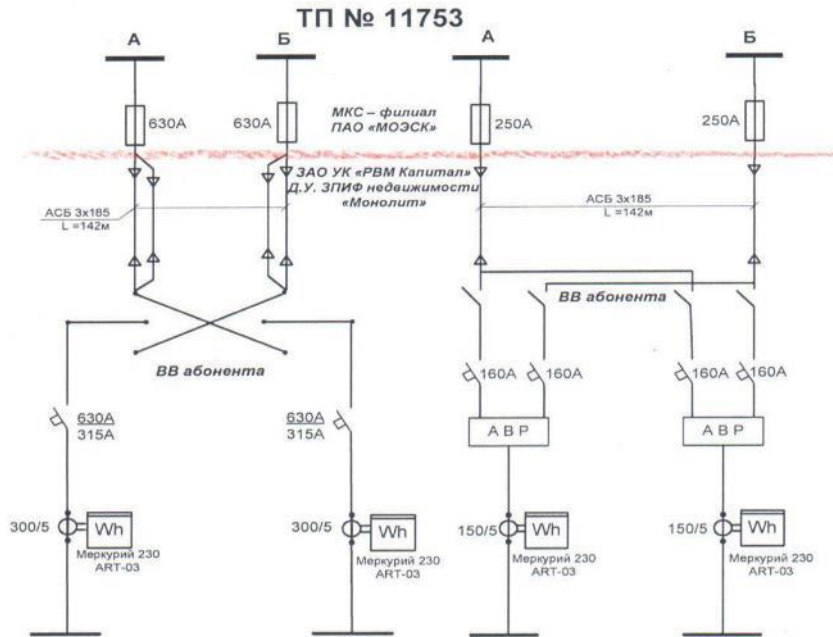 ТП № 11753
А
Б
А
Б
630А
630А
МКС – филиал
ПАО «МОЭСК»
250А
250А
ЗАО УК «РВМ Капитал»
Д.У. ЗПИФ недвижимости
«Монолит»
АСБ 3х185
L =142м
АСБ 3х185
L =142м
ВВ абонента
ВВ абонента
160А
160А
160А
160А
630А
315А
630А
315А
А В Р
А В Р
300/5
Wh
Меркурий 230
ART-03
300/5
Wh
Меркурий 230
ART-03
150/5
Wh
Меркурий 230
ART-03
150/5
Wh
Меркурий 230
ART-03